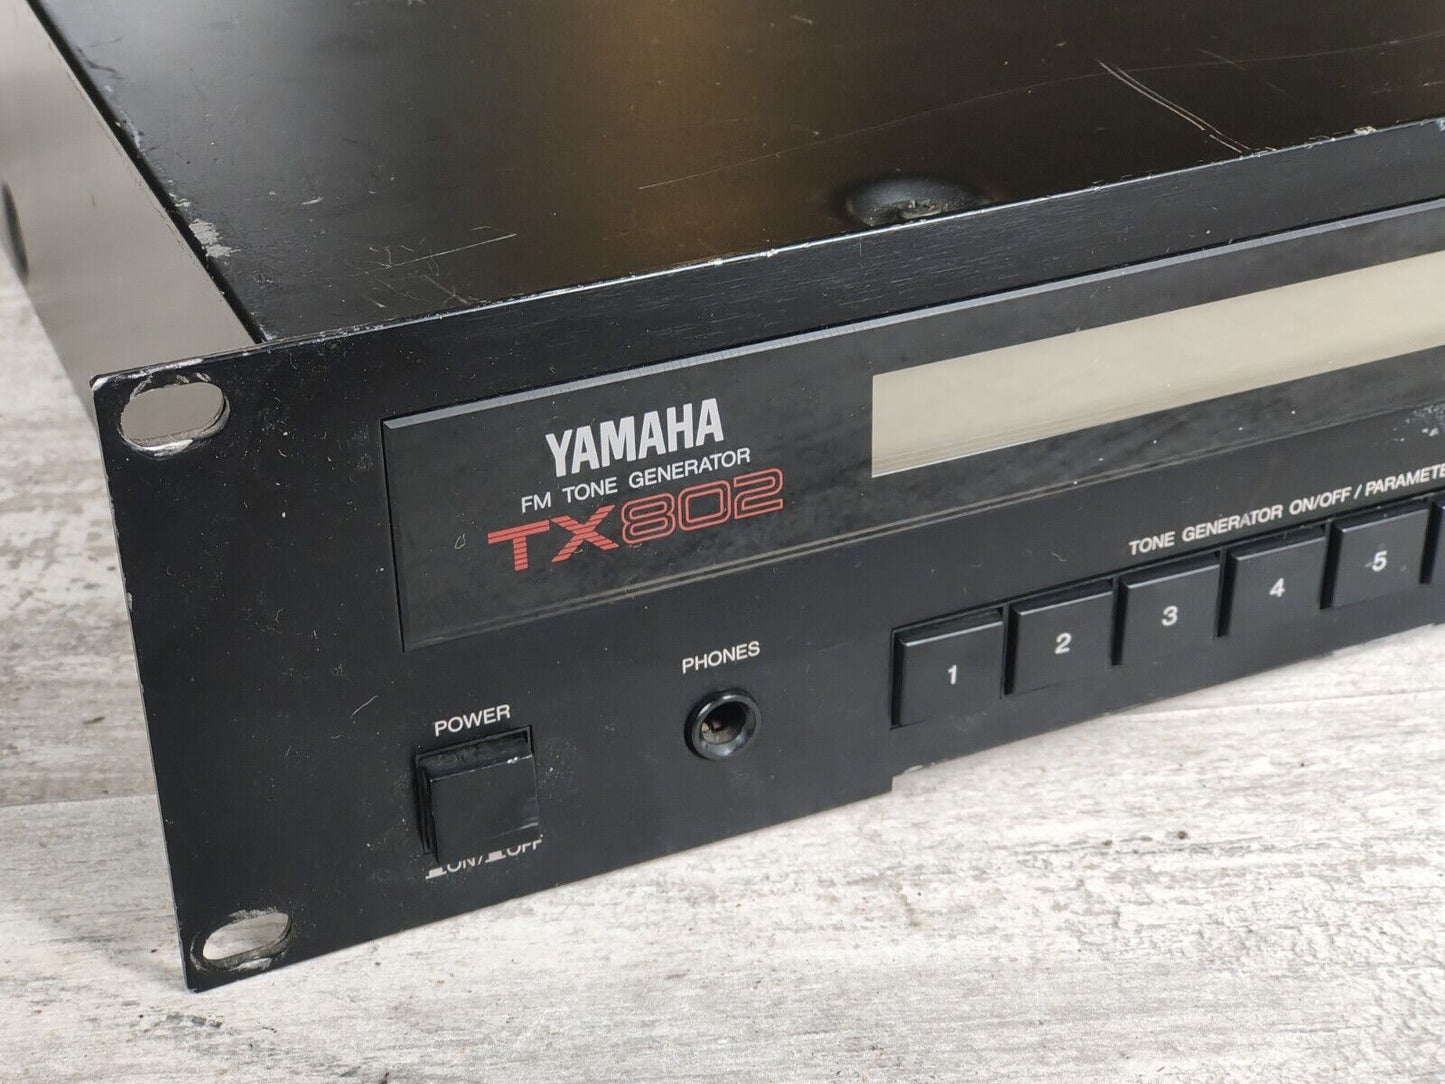 YAMAHA
FM TONE GENERATOR
TX802
TONE GENERATOR ON/OFF / PARAMETE
1 2 3 4 5
PHONES
POWER
ON/ OFF